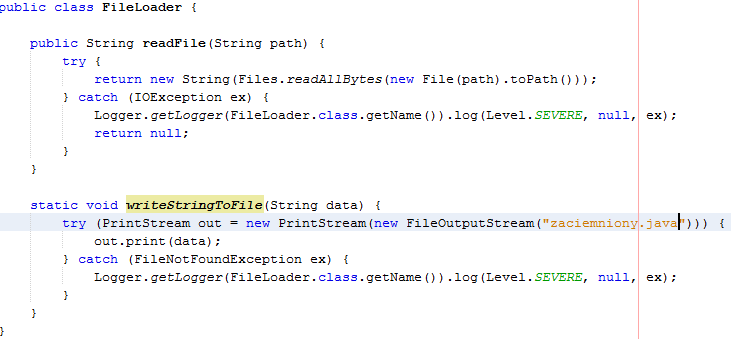 public class FileLoader {
public String readFile(String path) {
try {
return new String(Files.readAllBytes(new File(path).toPath()));
} catch (IOException ex) {
Logger.getLogger(FileLoader.class.getName()).log(Level.SEVERE, null, ex);
return null;
}
}
static void writeStringToFile(String data) {
try (PrintStream out = new PrintStream(new FileOutputStream("zaciemniony.java"))) {
out.print(data);
} catch (FileNotFoundException ex) {
Logger.getLogger(FileLoader.class.getName()).log(Level.SEVERE, null, ex);
}
}
}